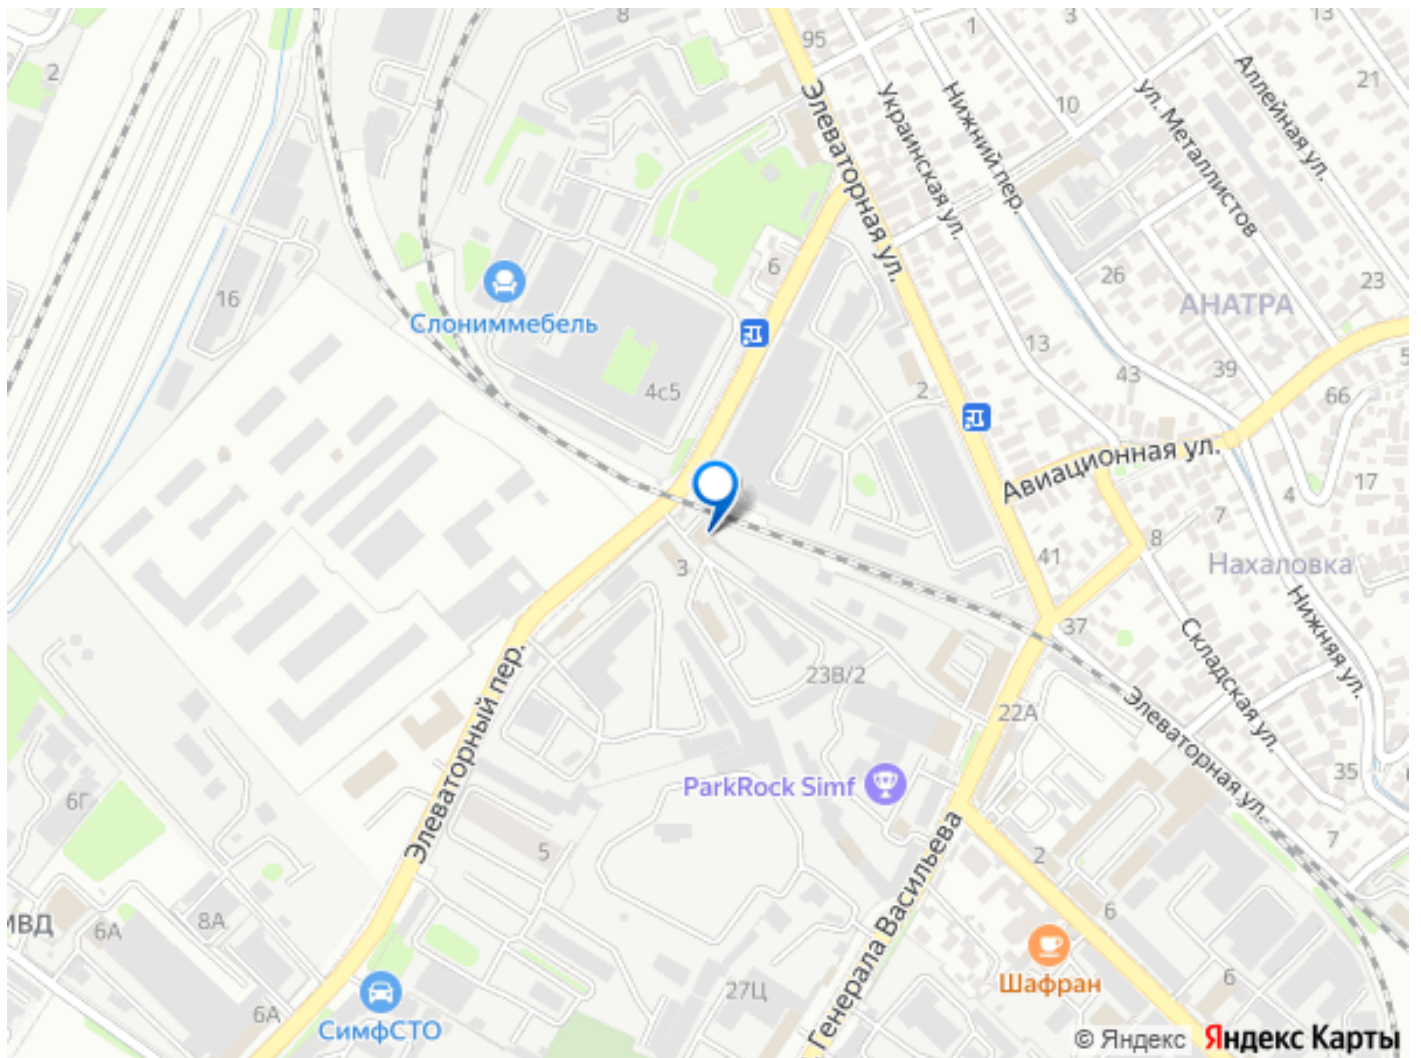 8
95
1
3
13
2
Элеваторная ул.
Украинская ул.
Нижний пер.
10
ул. Металлистов
Аллейная ул.
21
16
6
26
23
АНАТРА
Слониммебель
4с5
2
13
43
39
66
5
Авиационная ул.
4
17
7
8
41
3
Нахаловка
37
Нижняя ул.
Складская ул.
23В/2
22А
Элеваторная ул.
Элеваторный пер.
ParkRock Simf
35
6Г
5
2
7
Генерала Васильева
МВД
6А
8А
6
6
Шафран
27Ц
6А
СимфСТО
© Яндекс Яндекс Карты